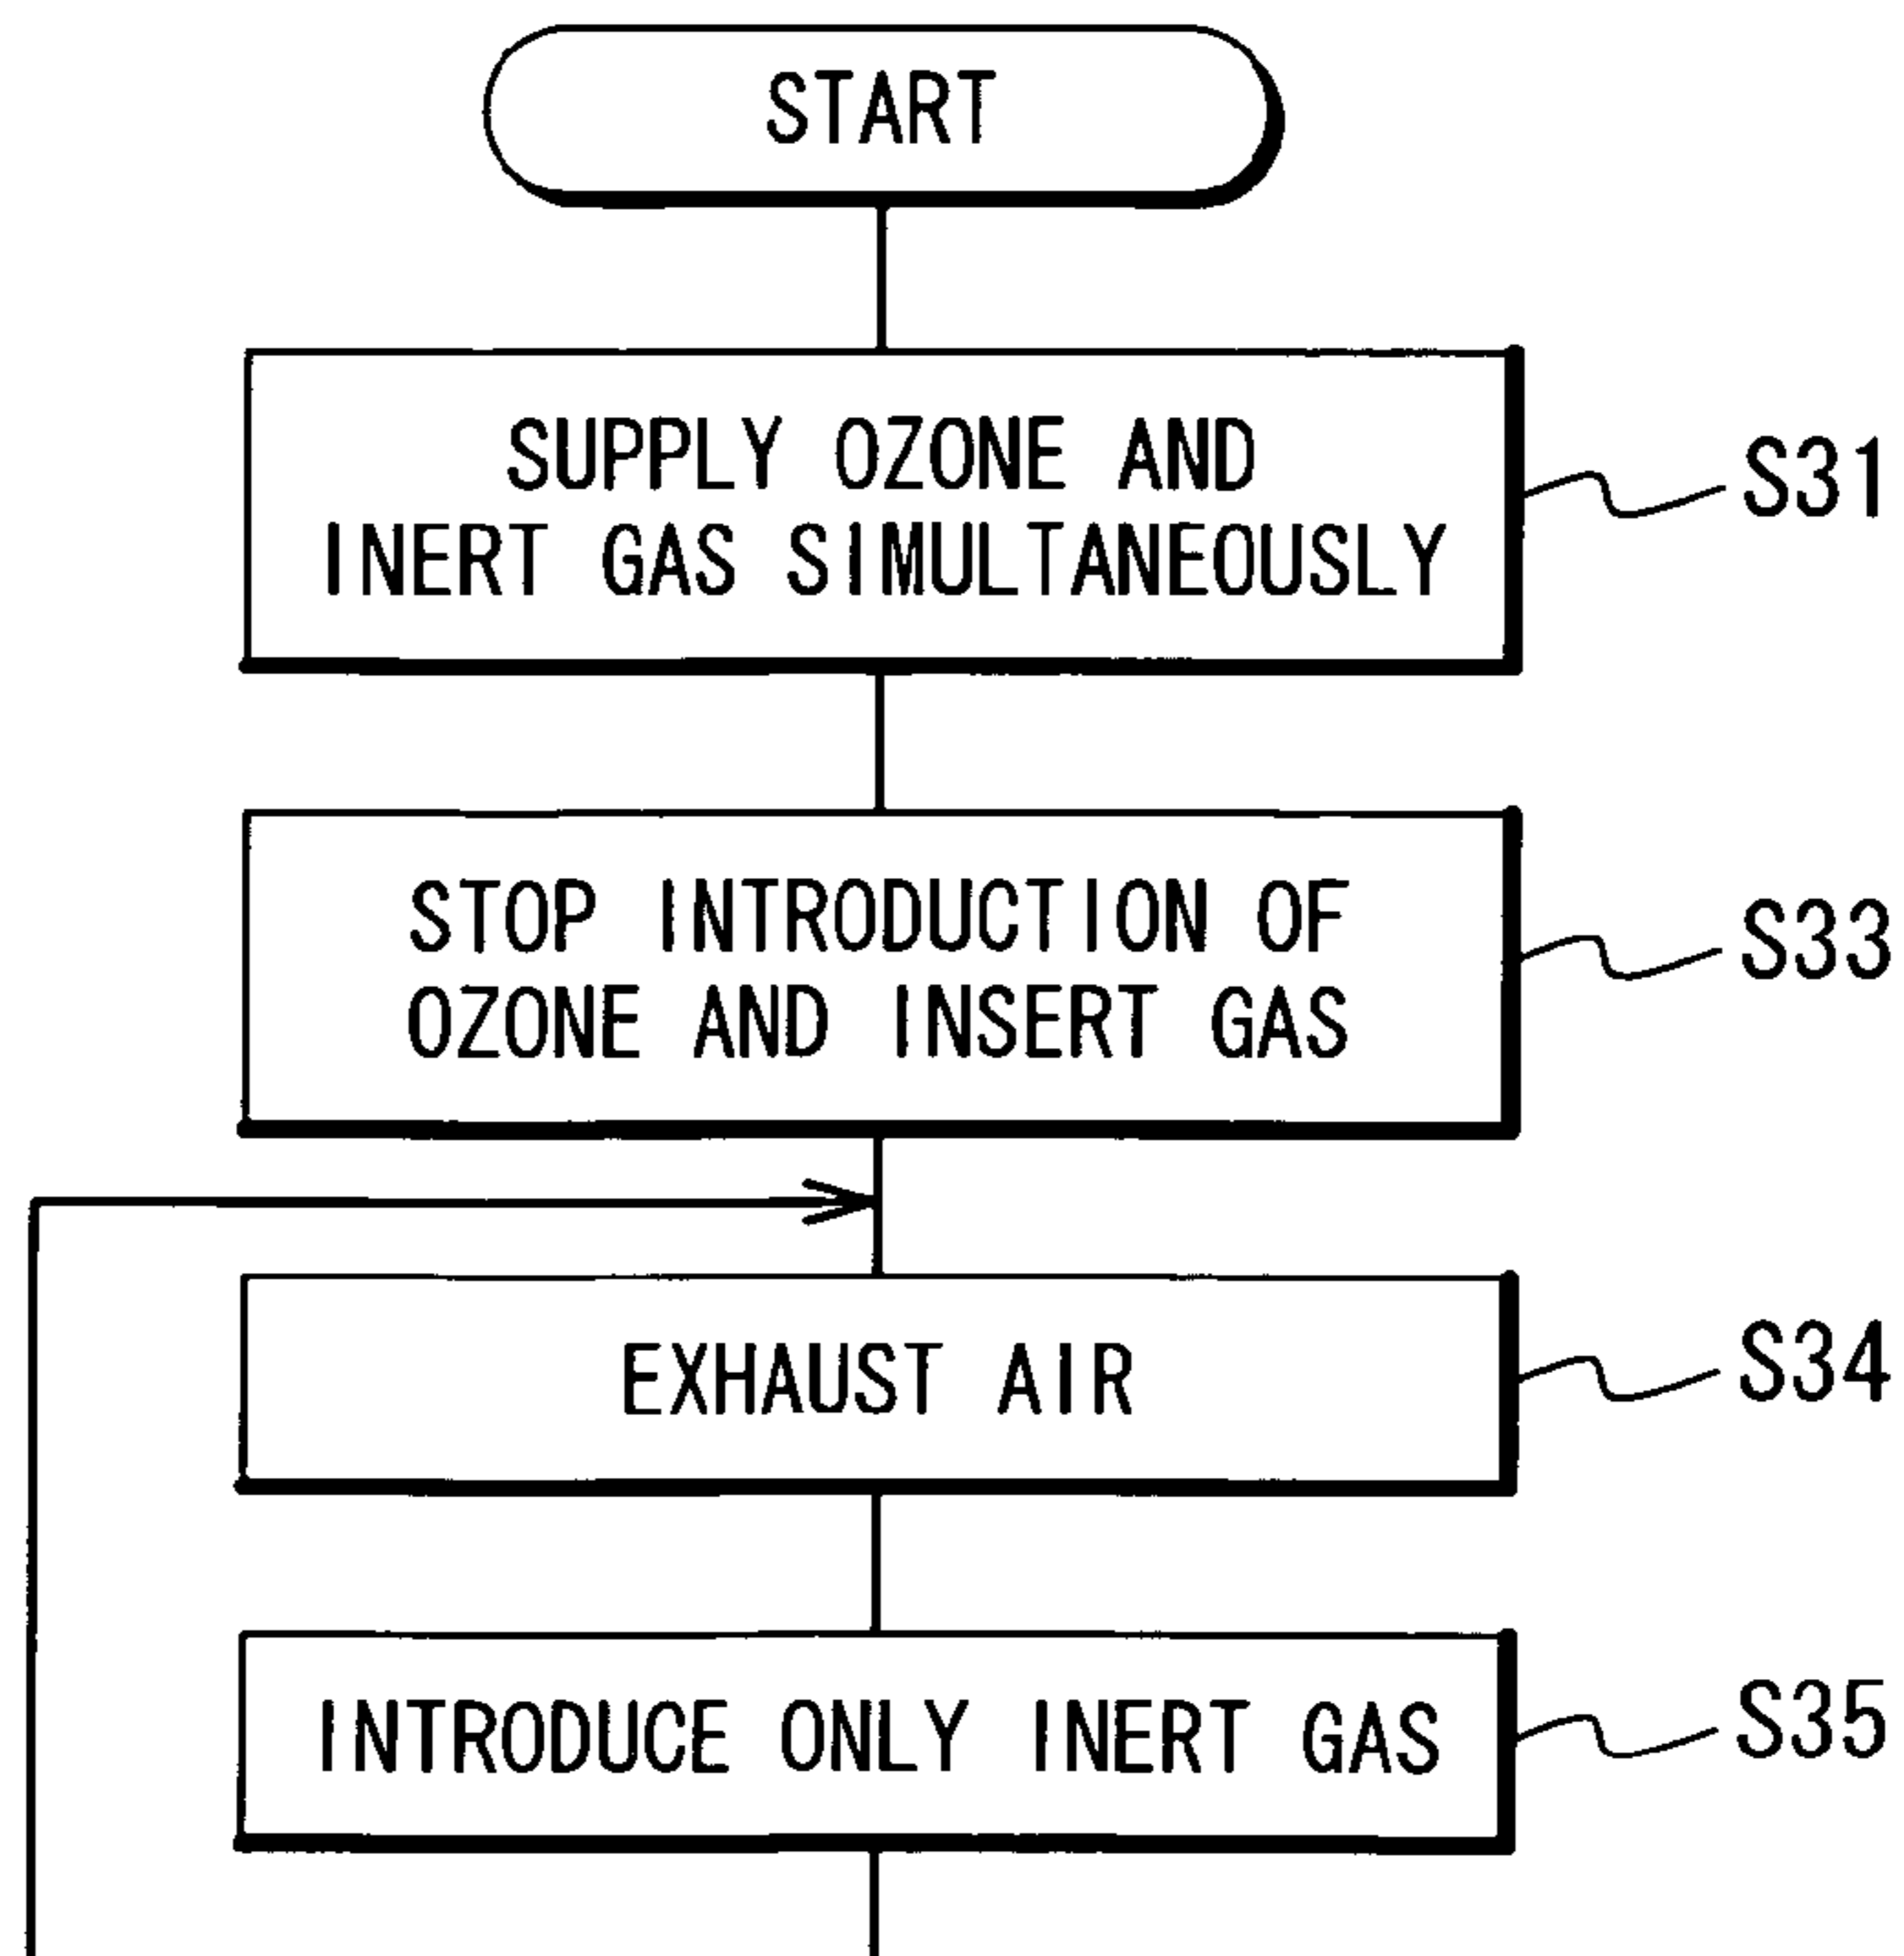 START
SUPPLY OZONE AND
INERT GAS SIMULTANEOUSLY
S31
STOP INTRODUCTION OF
OZONE AND INSERT GAS
S33
EXHAUST AIR
S34
INTRODUCE ONLY INERT GAS
S35